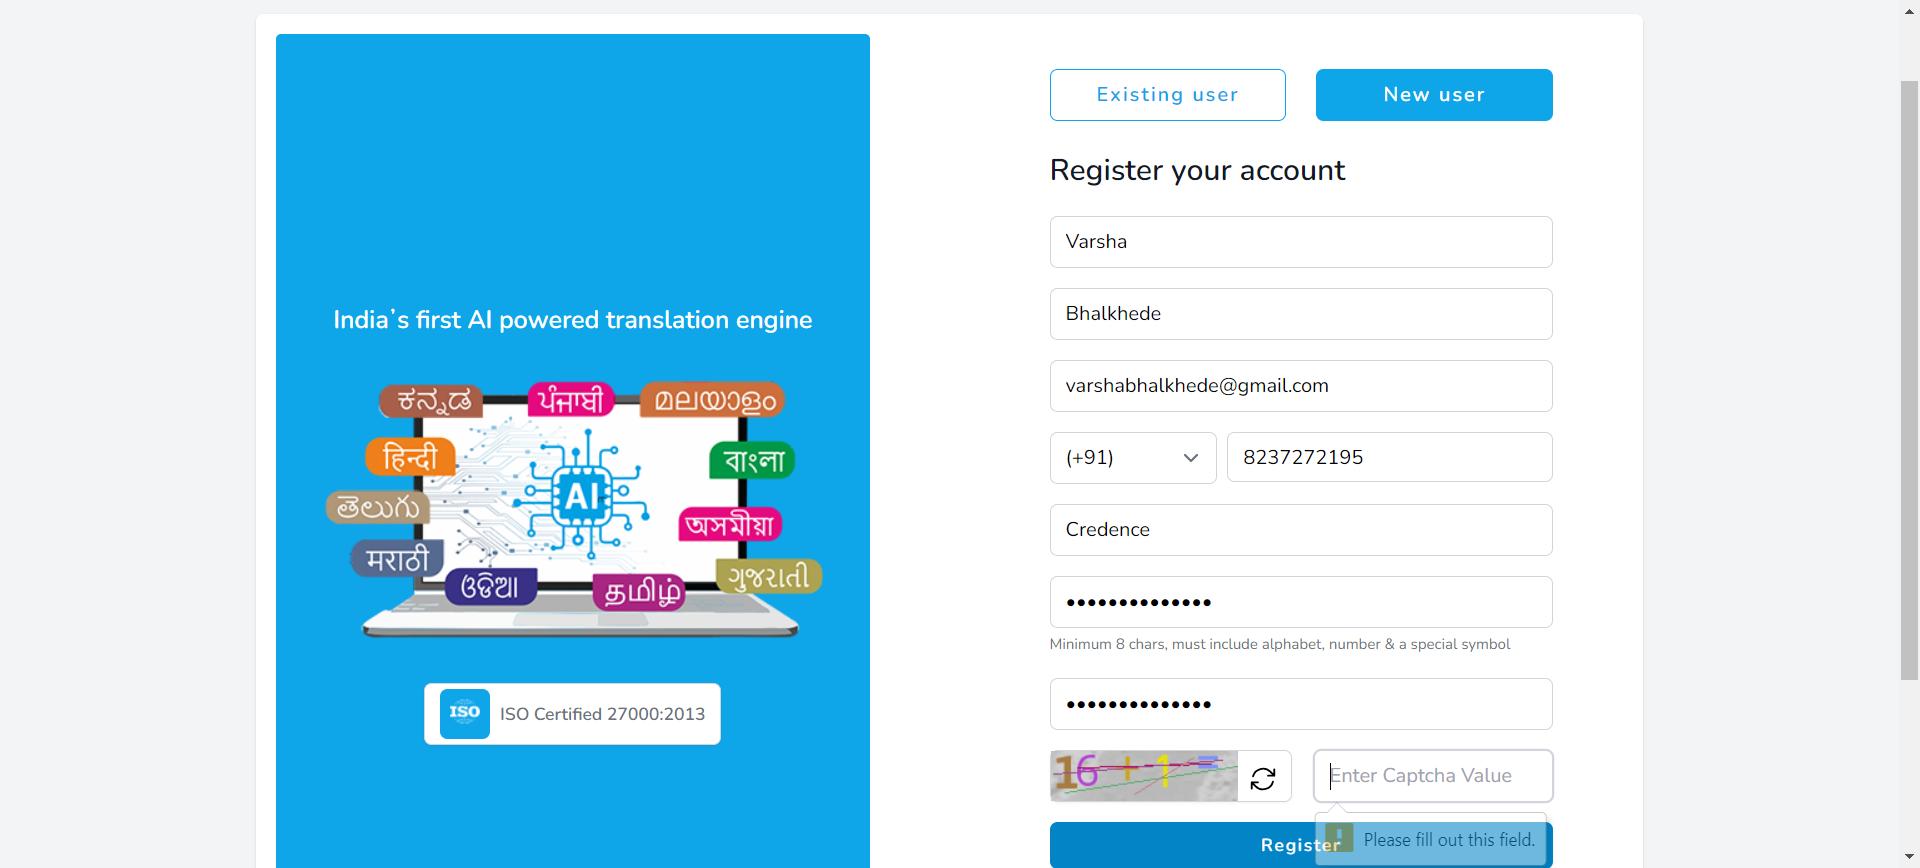 India's first AI powered translation engine
ಕನ್ನಡ
ਪੰਜਾਬੀ
മലയാളം
हिन्दी
বাংলা
తెలుగు
AI
অসমীয়া
मराठी
ଓଡିଆ
தமிழ்
ગુજરાતી
ISO
ISO Certified 27000:2013
Existing user
New user
Register your account
Varsha
Bhalkhede
varshabhalkhede@gmail.com
(+91)
8237272195
Credence
••••••••••••••
Minimum 8 chars, must include alphabet, number & a special symbol
••••••••••••••
16 + 1 =
Enter Captcha Value
Register
Please fill out this field.